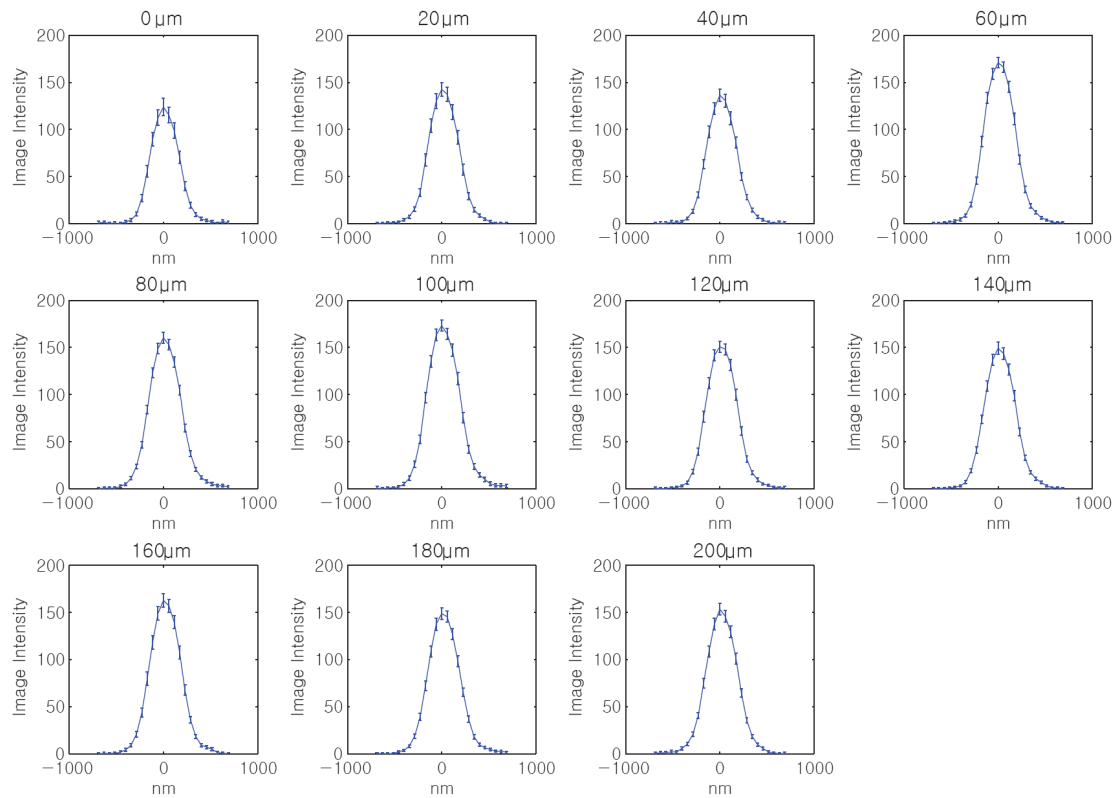 0μm 20μm 40μm 60μm
200 200 200 200
150 150 150 150
100 100 100 100
50 50 50 50
0 0 0 0
Image Intensity Image Intensity Image Intensity Image Intensity
−1000 0 1000 −1000 0 1000 −1000 0 1000 −1000 0 1000
nm nm nm nm
80μm 100μm 120μm 140μm
200 200 200 200
150 150 150 150
100 100 100 100
50 50 50 50
0 0 0 0
Image Intensity Image Intensity Image Intensity Image Intensity
−1000 0 1000 −1000 0 1000 −1000 0 1000 −1000 0 1000
nm nm nm nm
160μm 180μm 200μm
200 200 200
150 150 150
100 100 100
50 50 50
0 0 0
Image Intensity Image Intensity Image Intensity
−1000 0 1000 −1000 0 1000 −1000 0 1000
nm nm nm